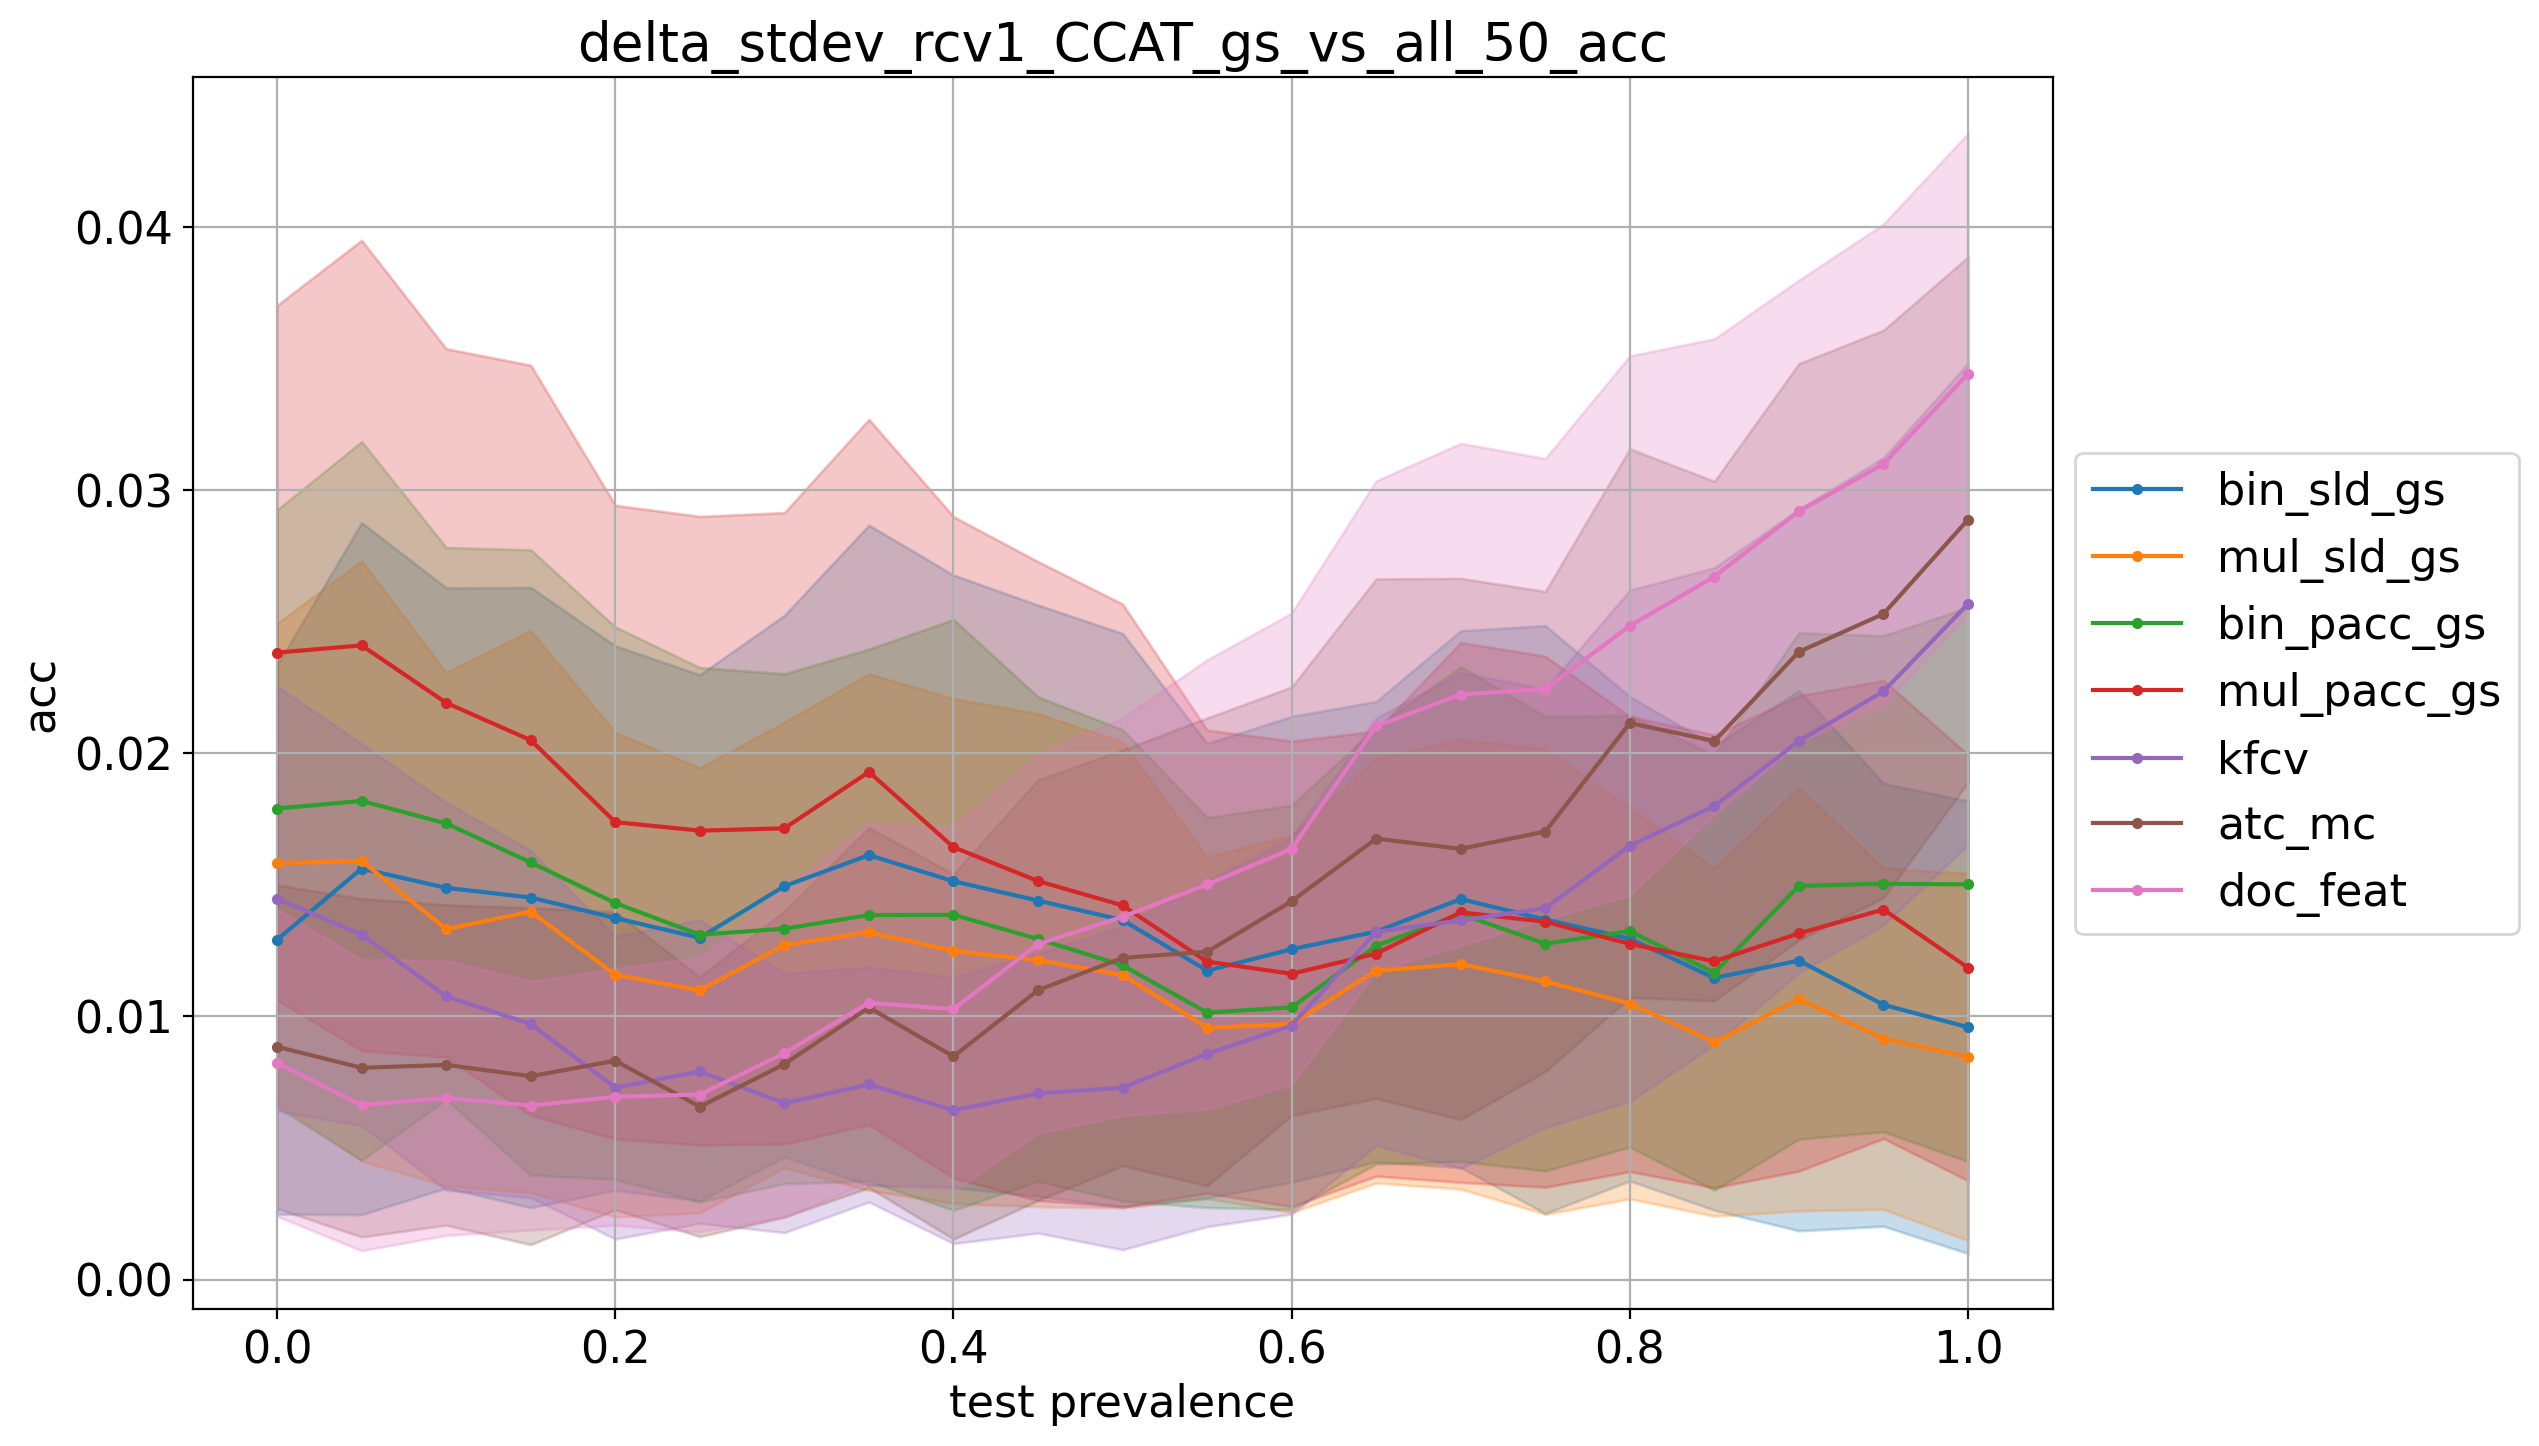 delta_stdev_rcv1_CCAT_gs_vs_all_50_acc
acc
0.04
0.03
0.02
0.01
0.00
0.0
0.2
0.4
0.6
0.8
1.0
test prevalence
bin_sld_gs
mul_sld_gs
bin_pacc_gs
mul_pacc_gs
kfcv
atc_mc
doc_feat